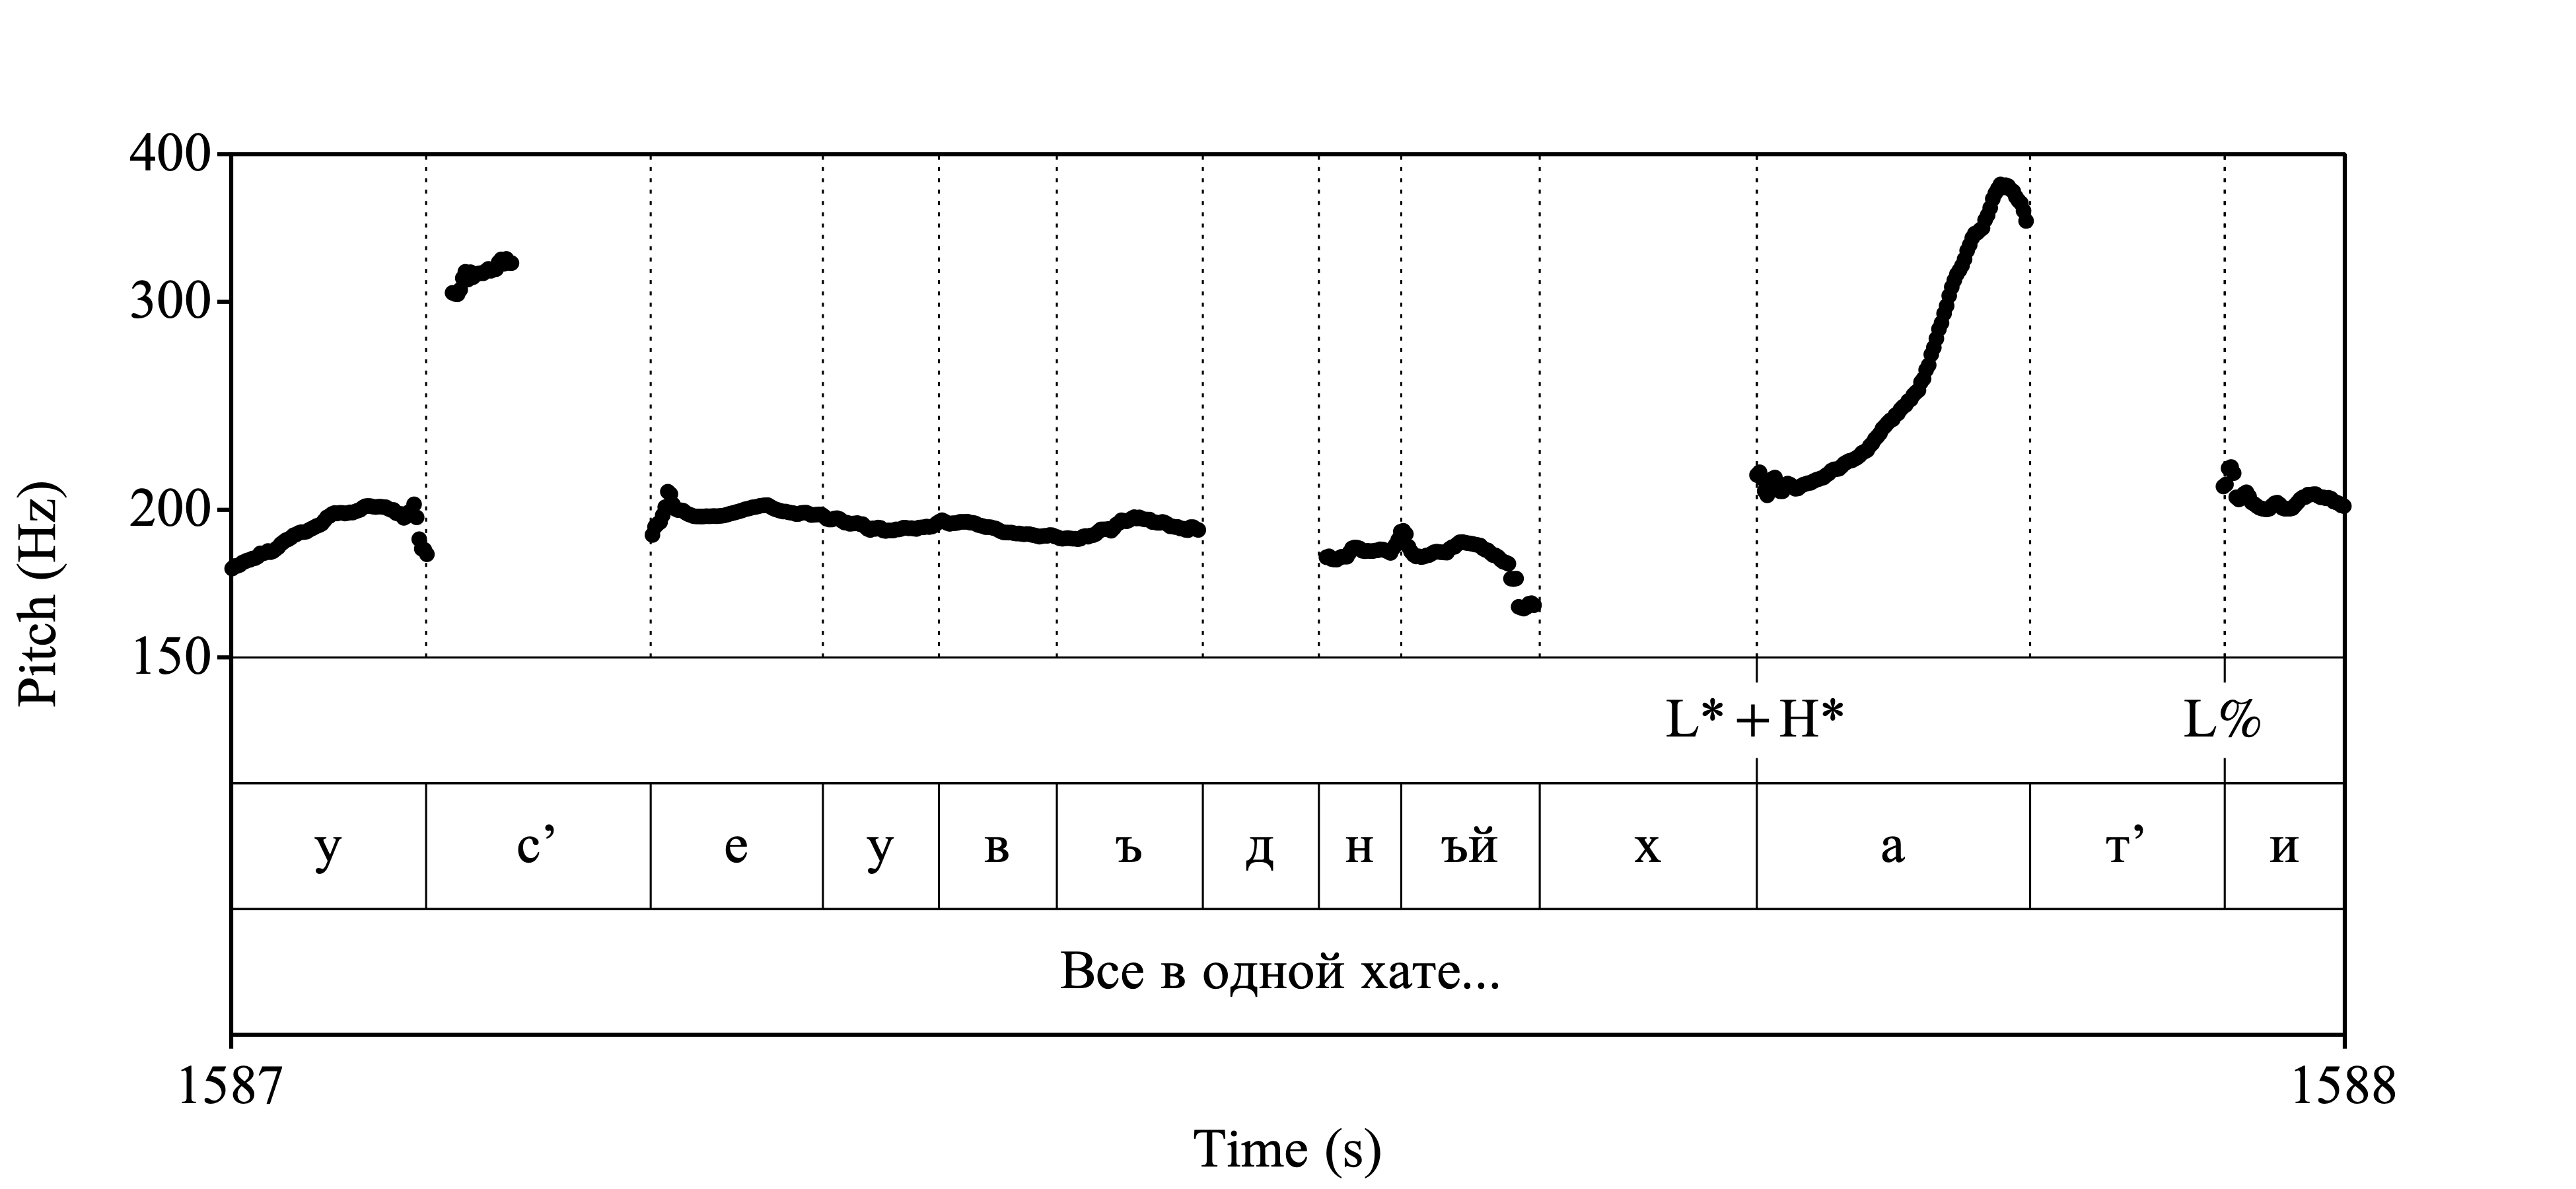 400
300
200
150
Pitch (Hz)
L* + H* L%
у с’ е у в ъ д н ъй х а т’ и
Все в одной хате...
1587 1588
Time (s)